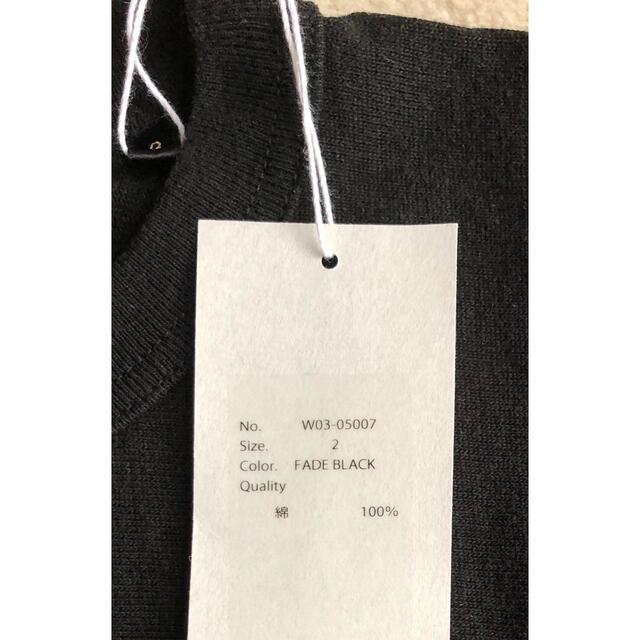 No. W03-05007
Size. 2
Color. FADE BLACK
Quality
綿 100%